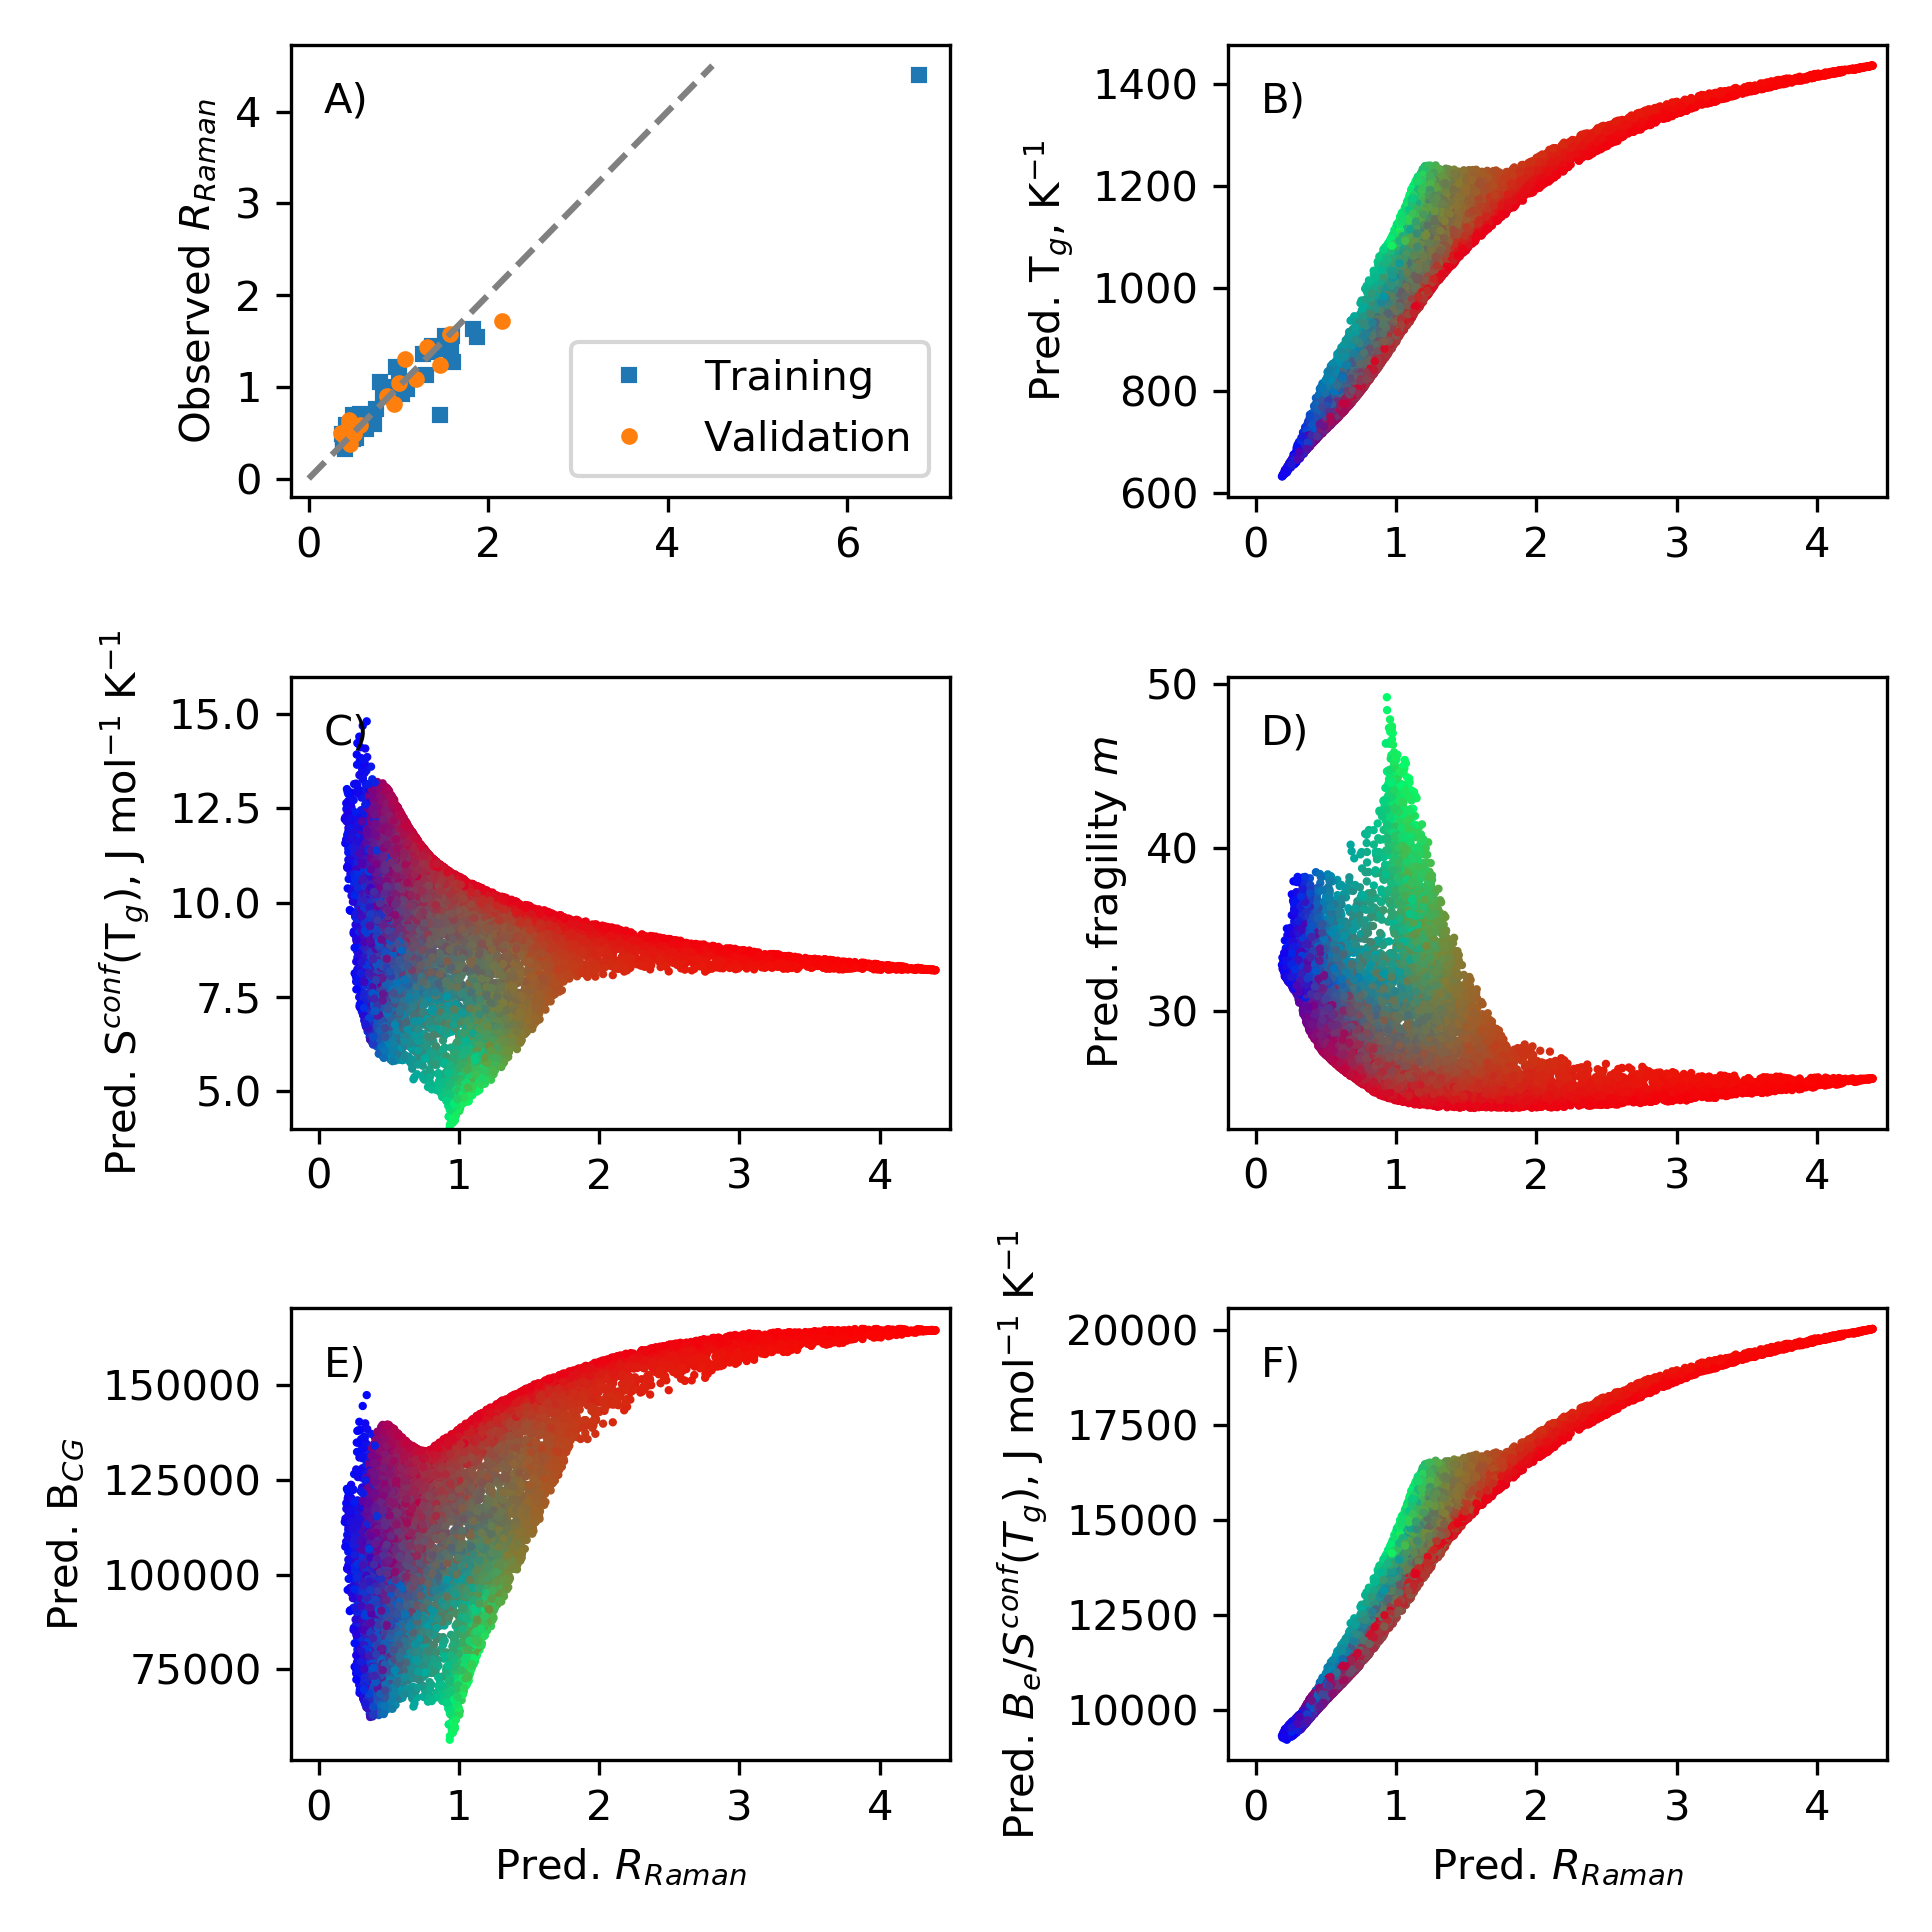 A)
Observed R_Raman
4
3
2
1
0
0 2 4 6
Training
Validation
B)
Pred. T_g, K⁻¹
1400
1200
1000
800
600
0 1 2 3 4
C)
Pred. S^conf(T_g), J mol⁻¹ K⁻¹
15.0
12.5
10.0
7.5
5.0
0 1 2 3 4
D)
Pred. fragility m
50
40
30
0 1 2 3 4
E)
Pred. B_CG
150000
125000
100000
75000
0 1 2 3 4
Pred. R_Raman
F)
Pred. B_e/S^conf(T_g), J mol⁻¹ K⁻¹
20000
17500
15000
12500
10000
0 1 2 3 4
Pred. R_Raman